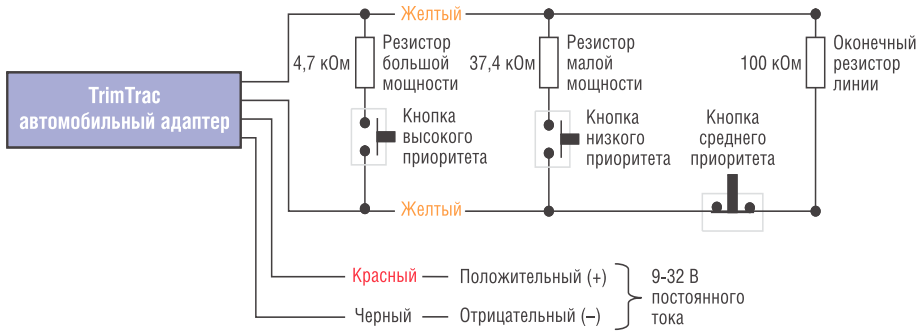 Желтый
4,7 кОм
Резистор
большой
мощности
37,4 кОм
Резистор
малой
мощности
100 кОм
Оконечный
резистор
линии
TrimTrac
автомобильный адаптер
Кнопка
высокого
приоритета
Кнопка
низкого
приоритета
Кнопка
среднего
приоритета
Желтый
Красный
Положительный (+)
Черный
Отрицательный (–)
9-32 В
постоянного
тока